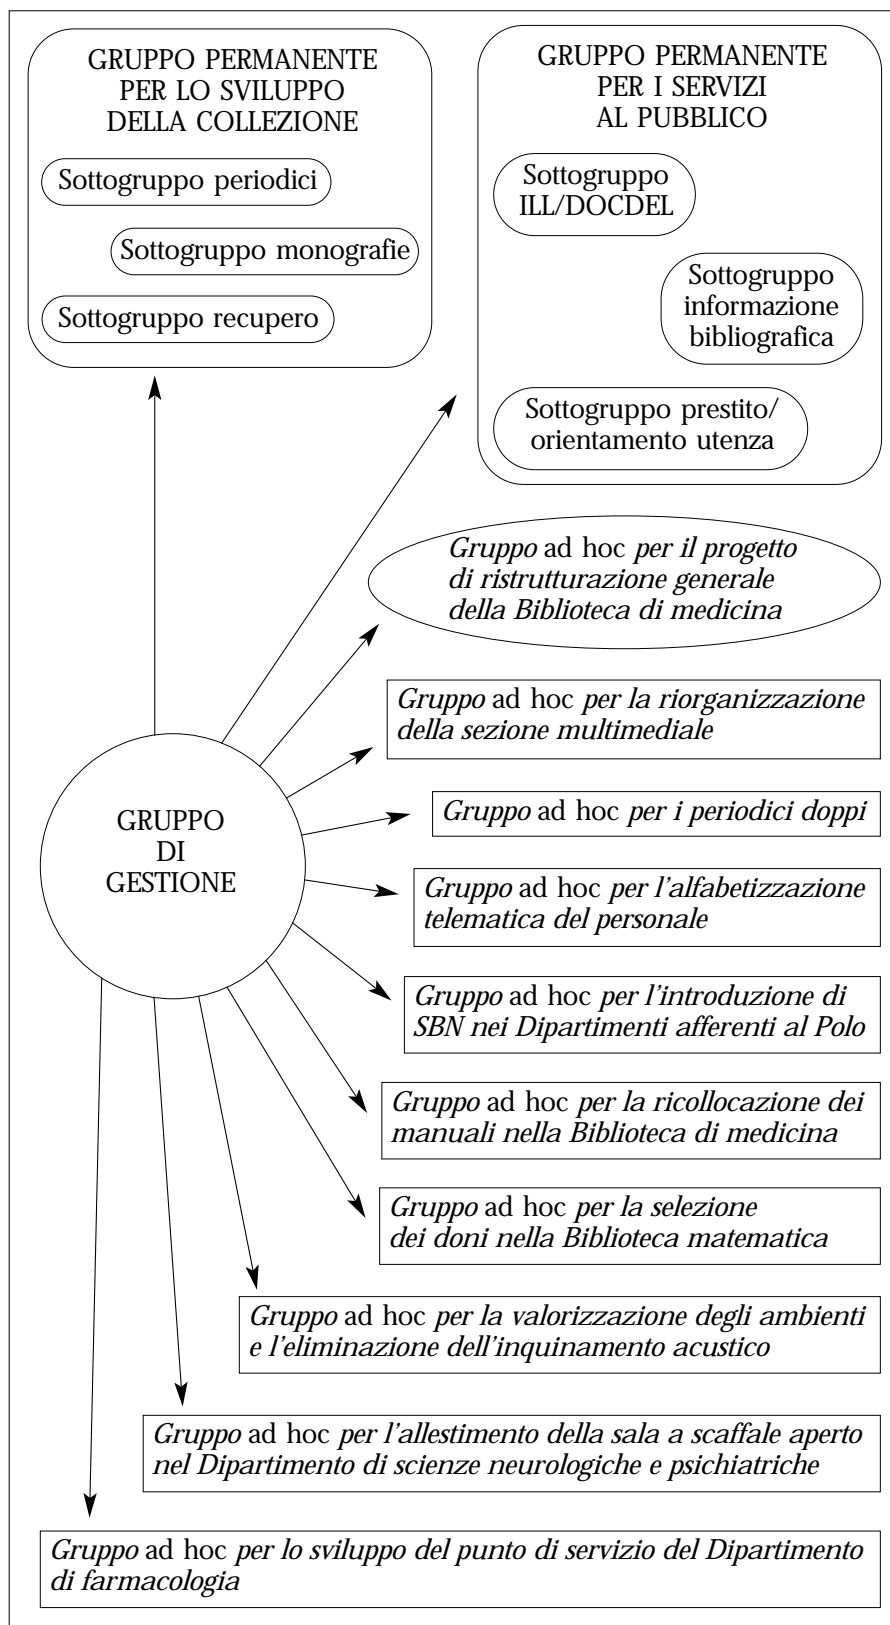 GRUPPO PERMANENTE
PER LO SVILUPPO
DELLA COLLEZIONE
Sottogruppo periodici
Sottogruppo monografie
Sottogruppo recupero
GRUPPO PERMANENTE
PER I SERVIZI
AL PUBBLICO
Sottogruppo
ILL/DOCDEL
Sottogruppo
informazione
bibliografica
Sottogruppo prestito/
orientamento utenza
Gruppo ad hoc per il progetto
di ristrutturazione generale
della Biblioteca di medicina
Gruppo ad hoc per la riorganizzazione
della sezione multimediale
GRUPPO
DI
GESTIONE
Gruppo ad hoc per i periodici doppi
Gruppo ad hoc per l'alfabetizzazione
telematica del personale
Gruppo ad hoc per l'introduzione di
SBN nei Dipartimenti afferenti al Polo
Gruppo ad hoc per la ricollocazione dei
manuali nella Biblioteca di medicina
Gruppo ad hoc per la selezione
dei doni nella Biblioteca matematica
Gruppo ad hoc per la valorizzazione degli ambienti
e l'eliminazione dell'inquinamento acustico
Gruppo ad hoc per l'allestimento della sala a scaffale aperto
nel Dipartimento di scienze neurologiche e psichiatriche
Gruppo ad hoc per lo sviluppo del punto di servizio del Dipartimento
di farmacologia